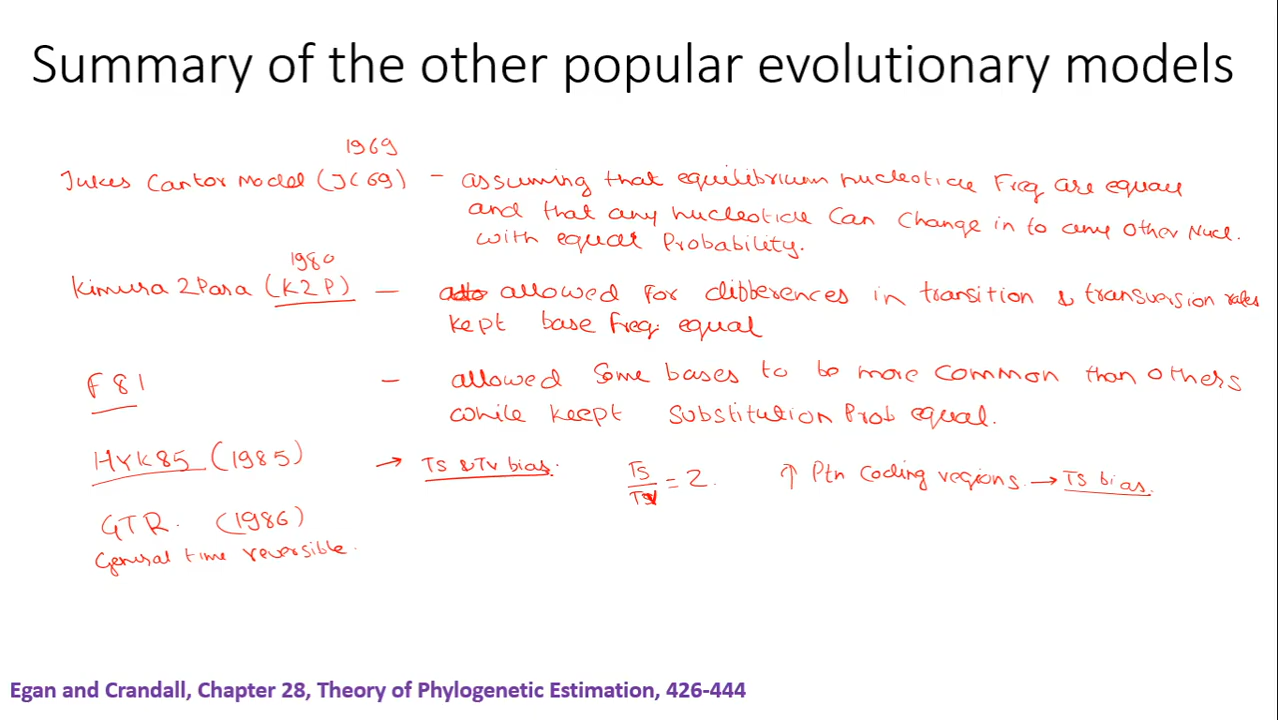 Summary of the other popular evolutionary models
1969
Jukes Cantor Model (JC69) - assuming that equilibrium nucleotide Freq are equal
and that any nucleotide Can Change in to any other Nucl.
with equal Probability.
1980
Kimura 2Para (K2P) - allowed for differences in transition & transversion rates
kept base freq equal
F81 - allowed Some bases to be more common than others
while keept Substitution Prob equal.
HYK85 (1985) → Ts & Tv bias. Ts/Tv = 2. ↑ Ptn Coding regions → Ts bias.
GTR. (1986)
General time reversible.
Egan and Crandall, Chapter 28, Theory of Phylogenetic Estimation, 426-444